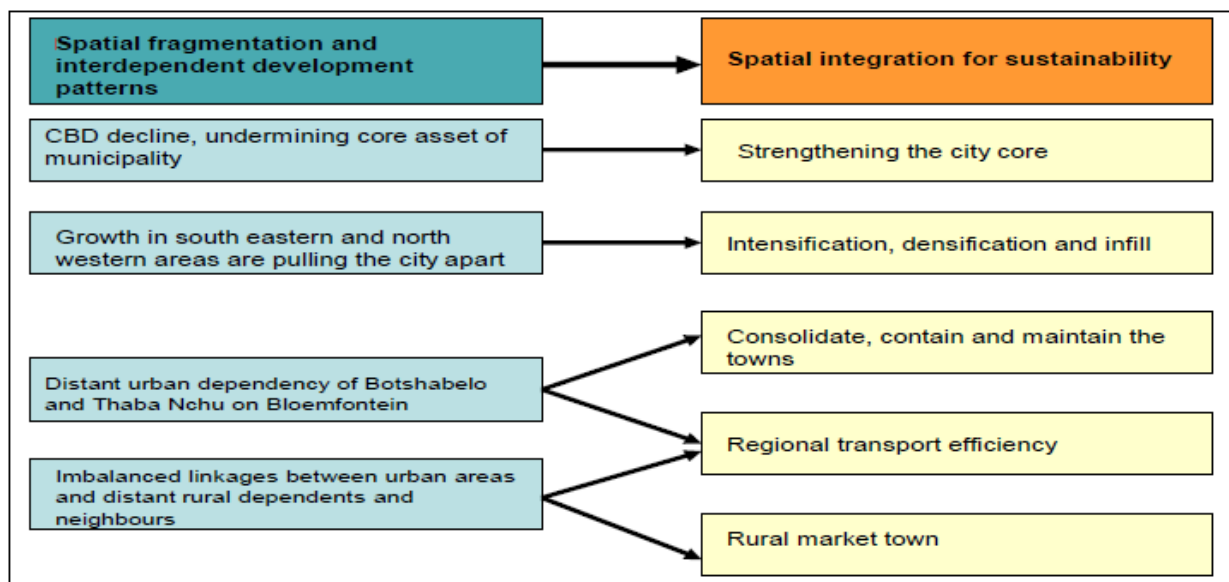 Spatial fragmentation and
interdependent development
patterns
Spatial integration for sustainability
CBD decline, undermining core asset of
municipality
Strengthening the city core
Growth in south eastern and north
western areas are pulling the city apart
Intensification, densification and infill
Distant urban dependency of Botshabelo
and Thaba Nchu on Bloemfontein
Consolidate, contain and maintain the
towns
Regional transport efficiency
Imbalanced linkages between urban areas
and distant rural dependents and
neighbours
Rural market town